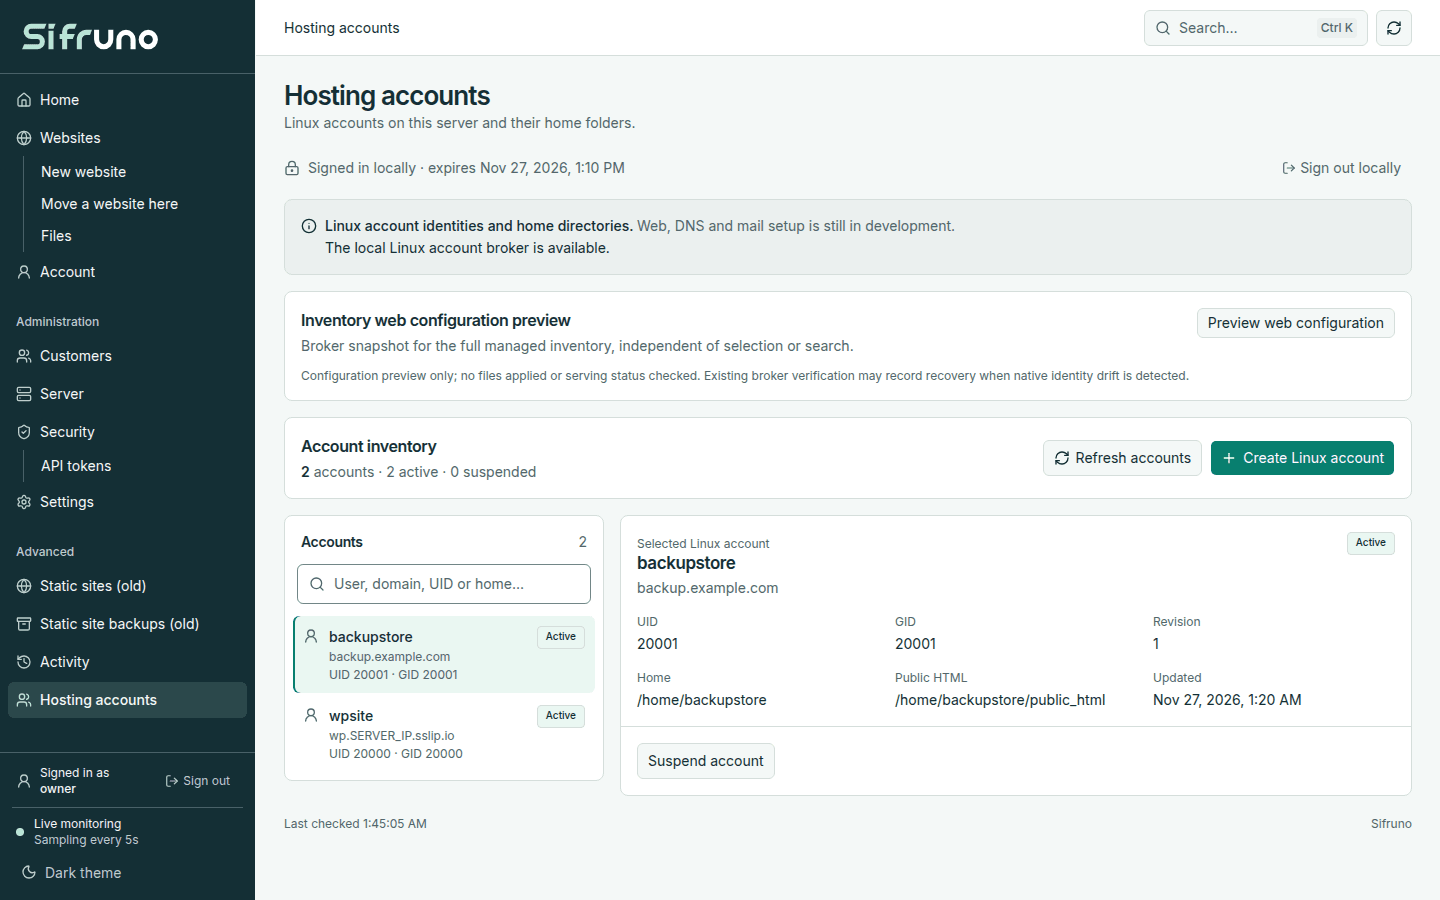 Sifruno
Home
Websites
New website
Move a website here
Files
Account
Administration
Customers
Server
Security
API tokens
Settings
Advanced
Static sites (old)
Static site backups (old)
Activity
Hosting accounts
Signed in as
owner
Sign out
Live monitoring
Sampling every 5s
Dark theme
Hosting accounts
Search...
Ctrl K
Hosting accounts
Linux accounts on this server and their home folders.
Signed in locally · expires Nov 27, 2026, 1:10 PM
Sign out locally
Linux account identities and home directories. Web, DNS and mail setup is still in development.
The local Linux account broker is available.
Inventory web configuration preview
Broker snapshot for the full managed inventory, independent of selection or search.
Configuration preview only; no files applied or serving status checked. Existing broker verification may record recovery when native identity drift is detected.
Preview web configuration
Account inventory
2 accounts · 2 active · 0 suspended
Refresh accounts
Create Linux account
Accounts
2
User, domain, UID or home...
backupstore
Active
backup.example.com
UID 20001 · GID 20001
wpsite
Active
wp.SERVER_IP.sslip.io
UID 20000 · GID 20000
Selected Linux account
Active
backupstore
backup.example.com
UID
20001
GID
20001
Revision
1
Home
/home/backupstore
Public HTML
/home/backupstore/public_html
Updated
Nov 27, 2026, 1:20 AM
Suspend account
Last checked 1:45:05 AM
Sifruno